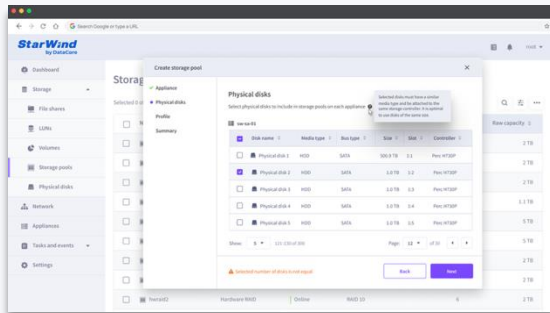 Search Google or type a URL
StarWind
by DataCore
root
Dashboard
Storage
File shares
LUNs
Volumes
Storage pools
Physical disks
Network
Appliances
Tasks and events
Settings
Storag
Selected 0
Raw capacity
2 TB
2 TB
2 TB
1.1 TB
5 TB
5 TB
2 TB
2 TB
2 TB
Create storage pool
Appliance
Physical disks
Profile
Summary
Physical disks
Select physical disks to include in storage pools on each appliance
Selected disks must have a similar
media type and be attached to the
same storage controller. It is optimal
to use disks of the same size.
sw-sa-01
Disk name Media type Bus type Size Slot Controller
Physical disk 1 HDD SATA 300.9 TB 1:1 Perc H730P
Physical disk 2 HDD SATA 1.0 TB 1:2 Perc H730P
Physical disk 3 HDD SATA 1.0 TB 1:3 Perc H730P
Physical disk 4 HDD SATA 1.0 TB 1:4 Perc H730P
Physical disk 5 HDD SATA 1.0 TB 1:5 Perc H730P
Show: 5
Page: 13 of 30
Selected number of disks is not equal
Back
Next
Hardware RAID Online RAID 10 6